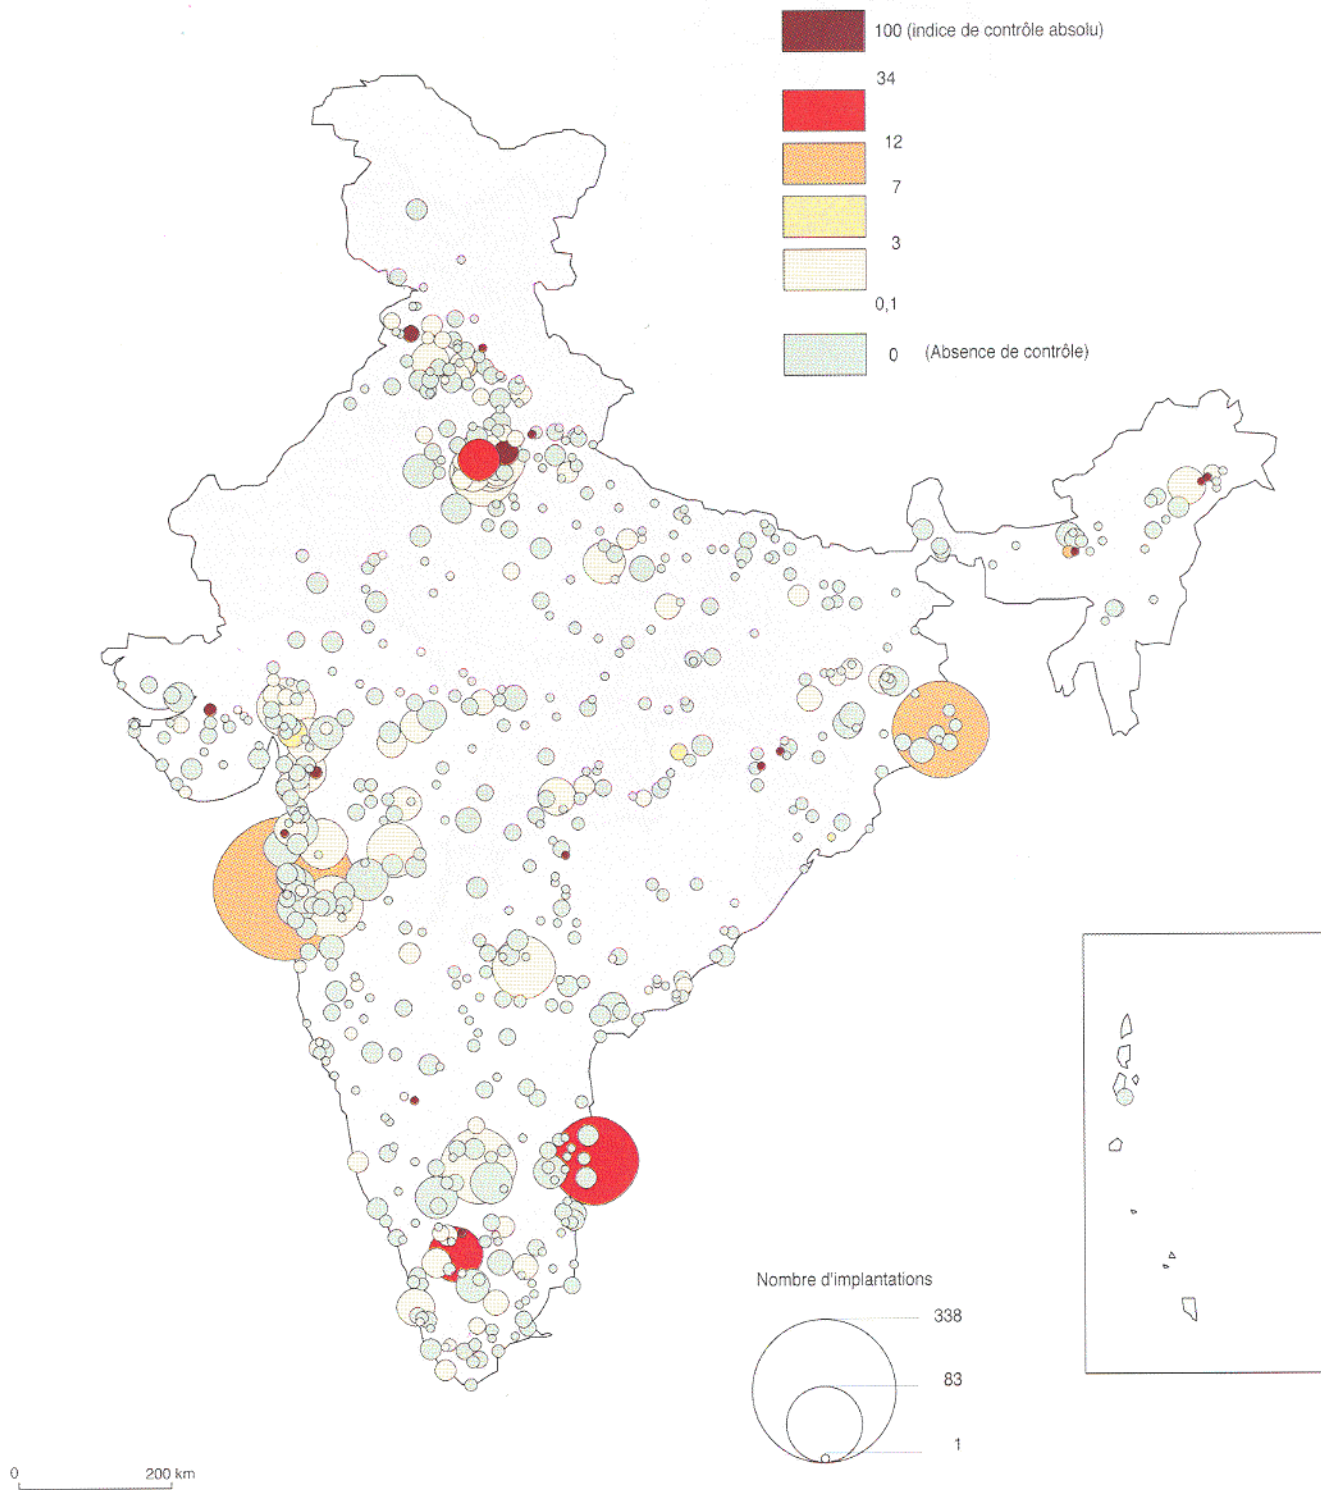 100 (indice de contrôle absolu)
34
12
7
3
0,1
0 (Absence de contrôle)
Nombre d'implantations
338
83
1
0 200 km